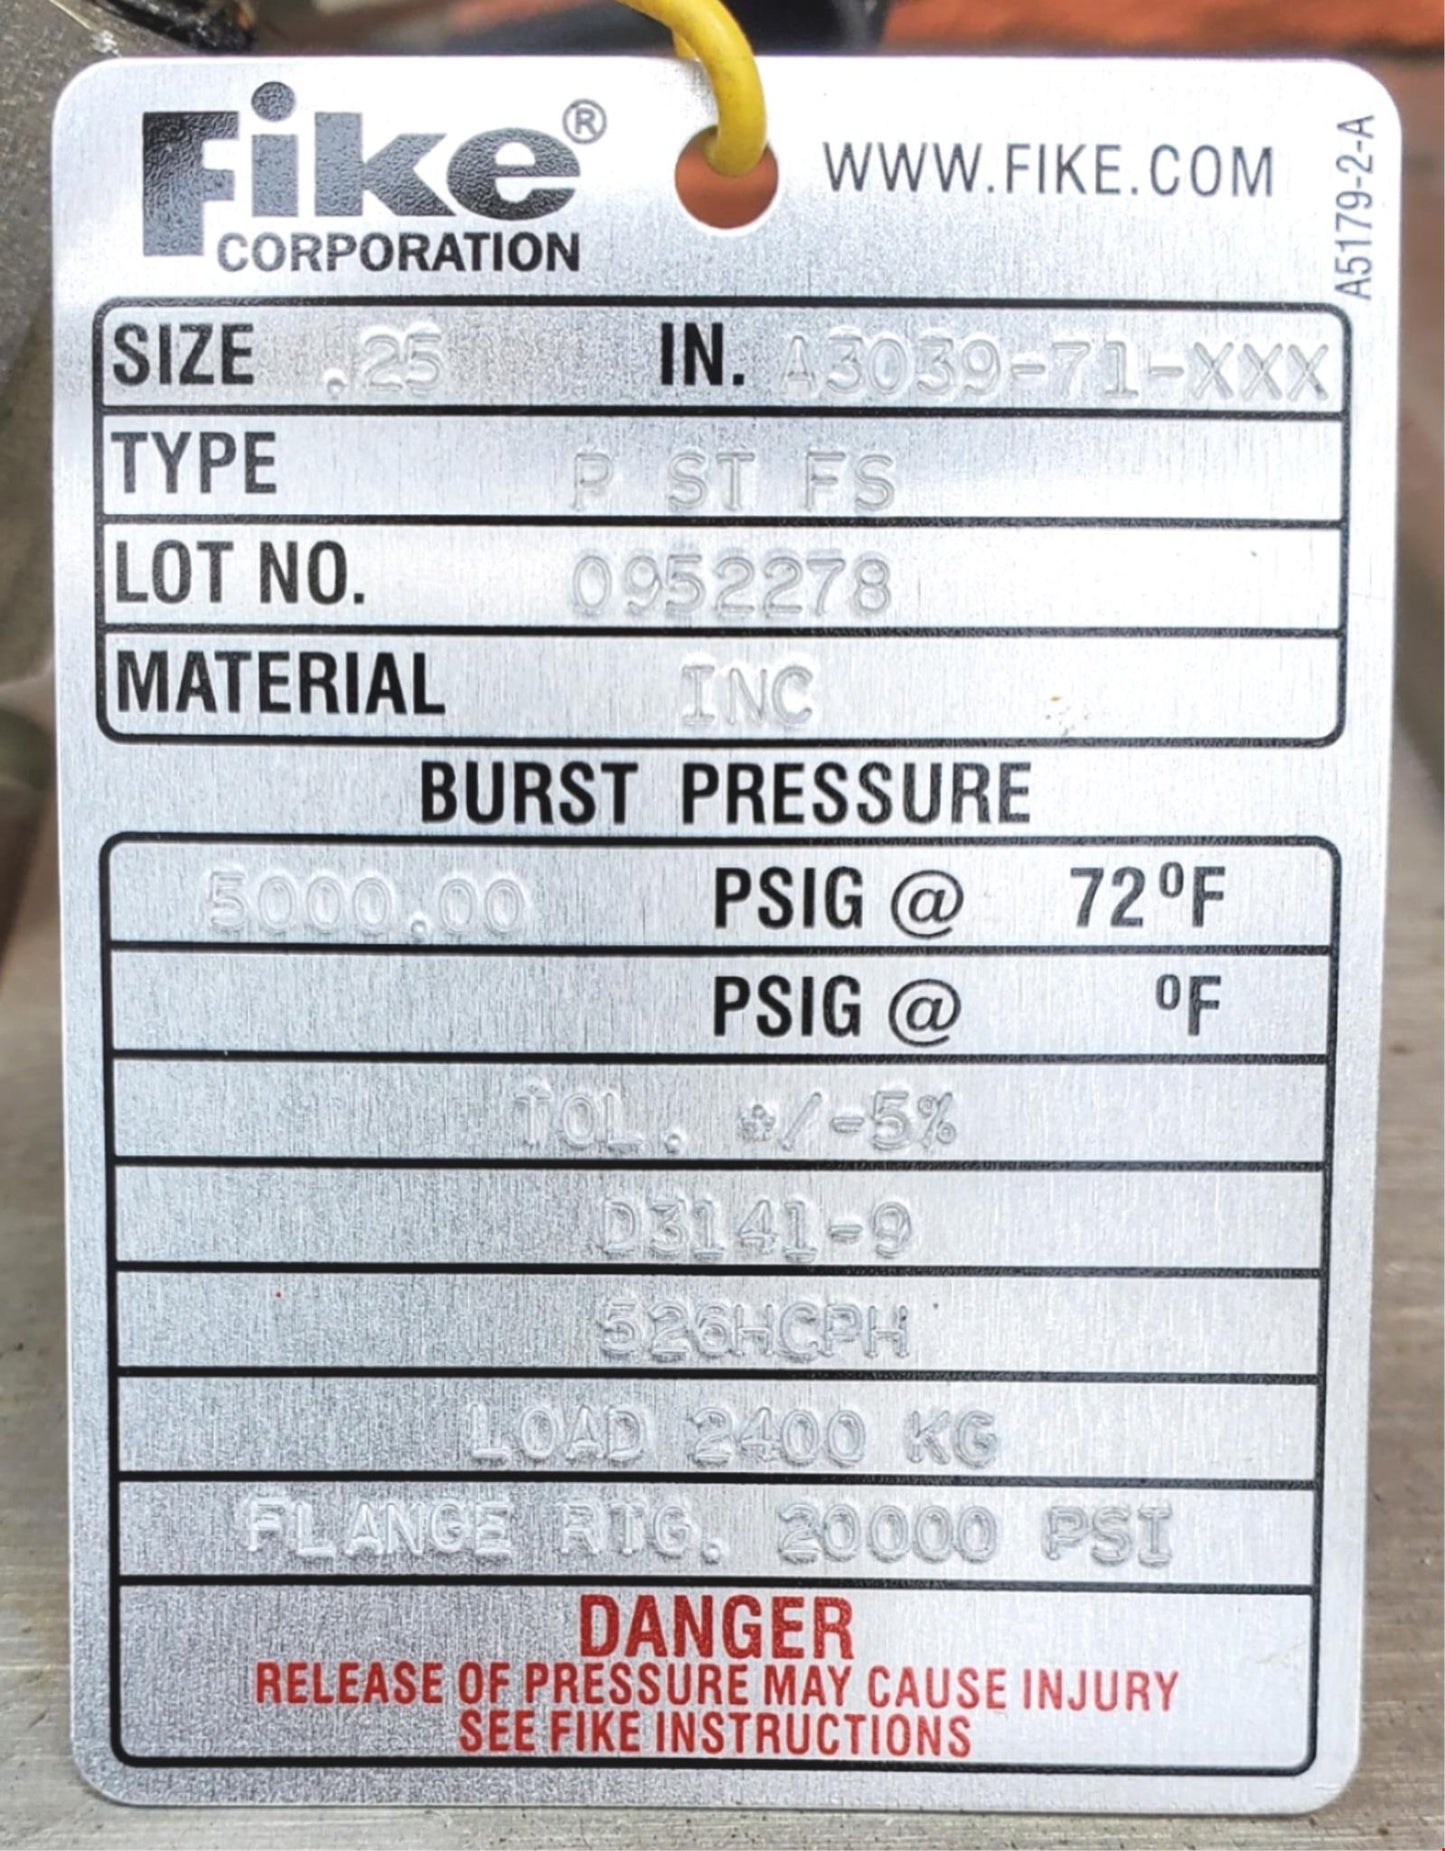 Fike®
CORPORATION
WWW.FIKE.COM
A5179-2-A
SIZE .25 IN. A3039-71-XXX
TYPE P ST FS
LOT NO. 0952278
MATERIAL INC
BURST PRESSURE
5000.00 PSIG @ 72ºF
PSIG @ ºF
TOL. +/-5%
D3141-9
526HCPH
LOAD 2400 KG
FLANGE RTG. 20000 PSI
DANGER
RELEASE OF PRESSURE MAY CAUSE INJURY
SEE FIKE INSTRUCTIONS